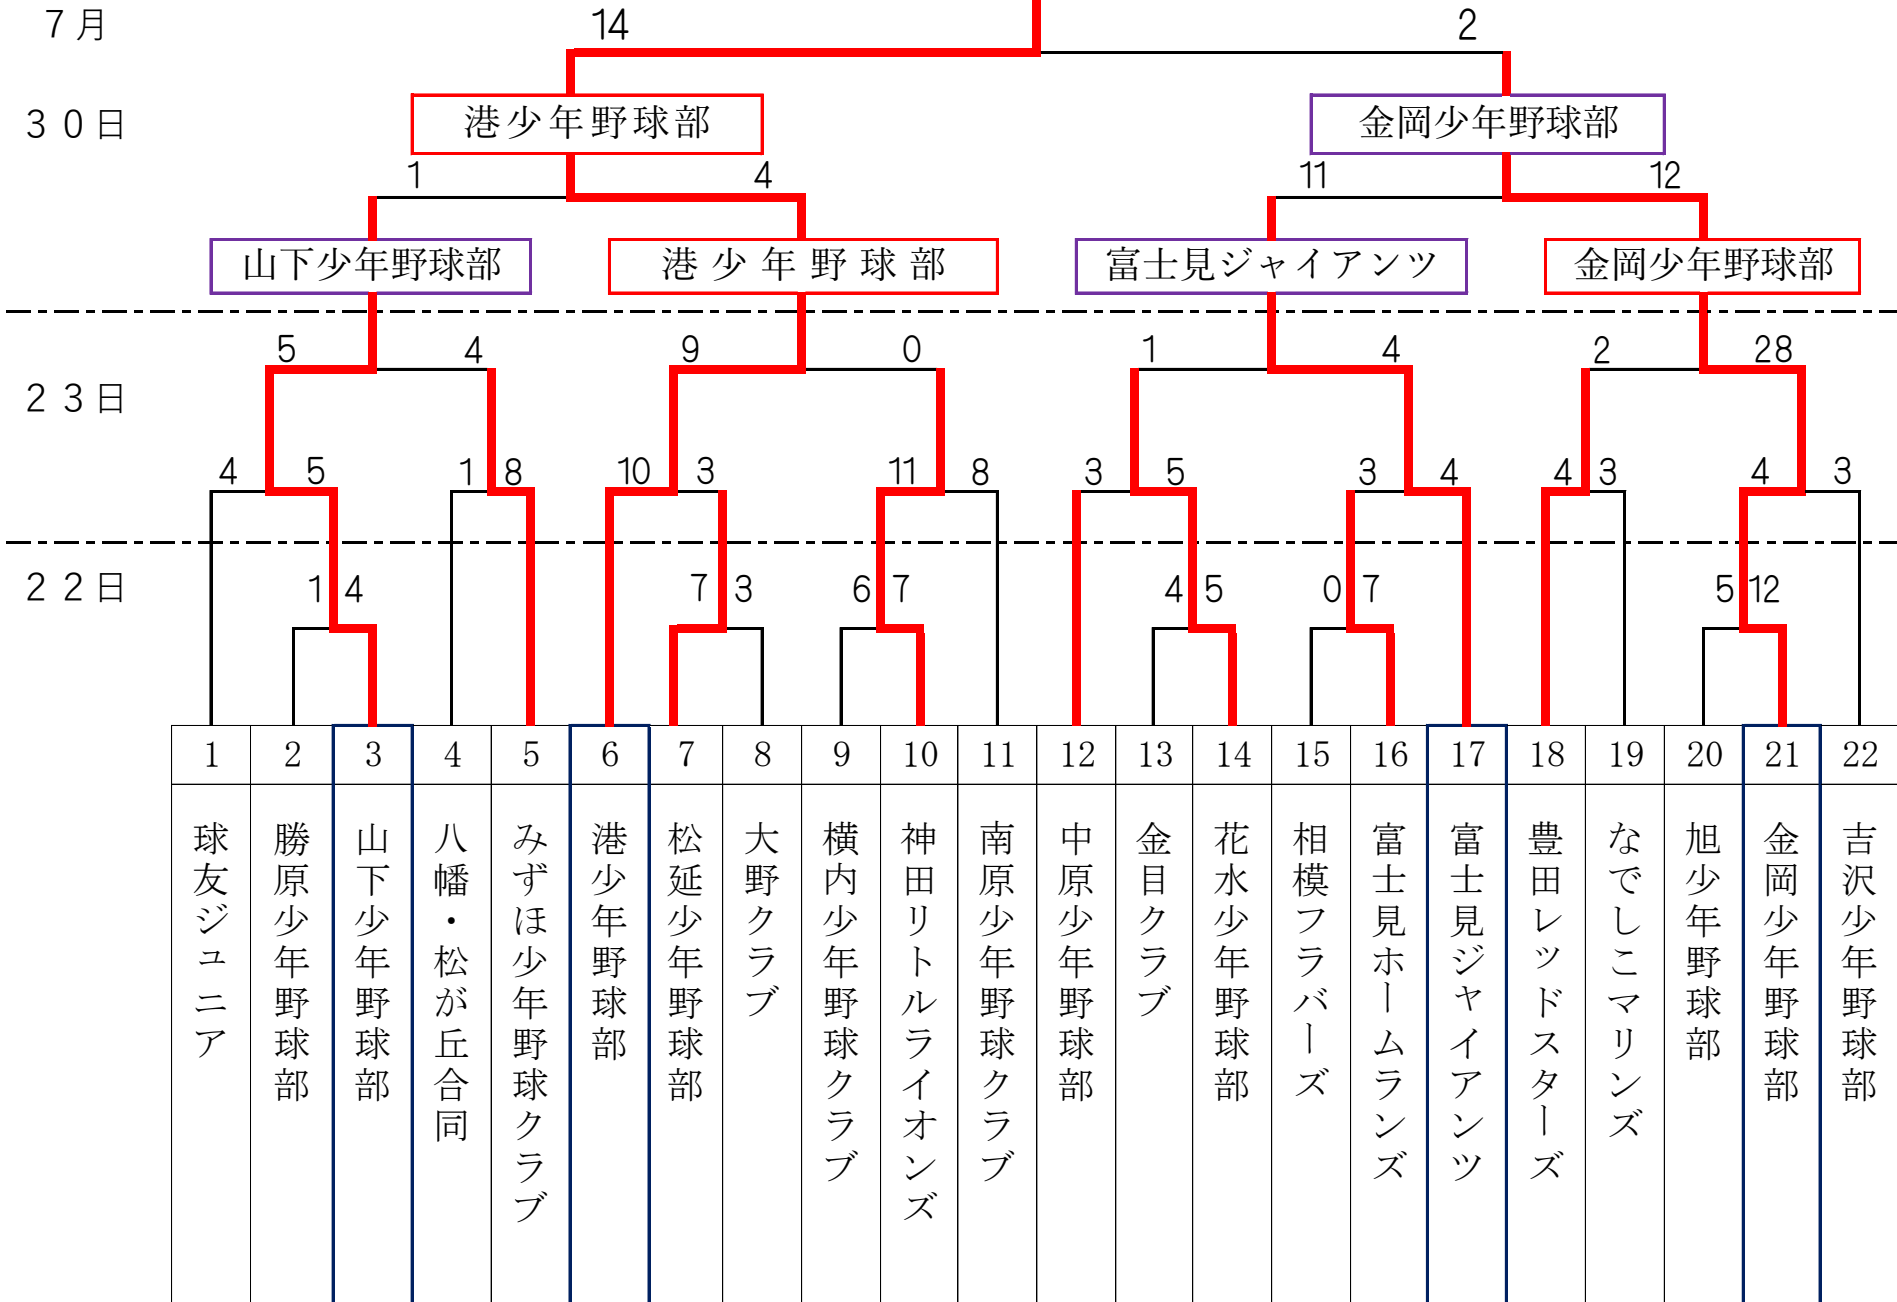 7月 14 2
30日 港少年野球部 金岡少年野球部
1 4 11 12
山下少年野球部 港少年野球部 富士見ジャイアンツ 金岡少年野球部
5 4 9 0 1 4 2 28
23日
4 5 1 8 10 3 11 8 3 5 3 4 4 3 4 3
22日 1 4 7 3 6 7 4 5 0 7 5 12
1 2 3 4 5 6 7 8 9 10 11 12 13 14 15 16 17 18 19 20 21 22
球友ジュニア
勝原少年野球部
山下少年野球部
八幡・松が丘合同
みずほ少年野球クラブ
港少年野球部
松延少年野球部
大野クラブ
横内少年野球クラブ
神田リトルライオンズ
南原少年野球クラブ
中原少年野球部
金目クラブ
花水少年野球部
相模フラバーズ
富士見ホームランズ
富士見ジャイアンツ
豊田レッドスターズ
なでしこマリンズ
旭少年野球部
金岡少年野球部
吉沢少年野球部